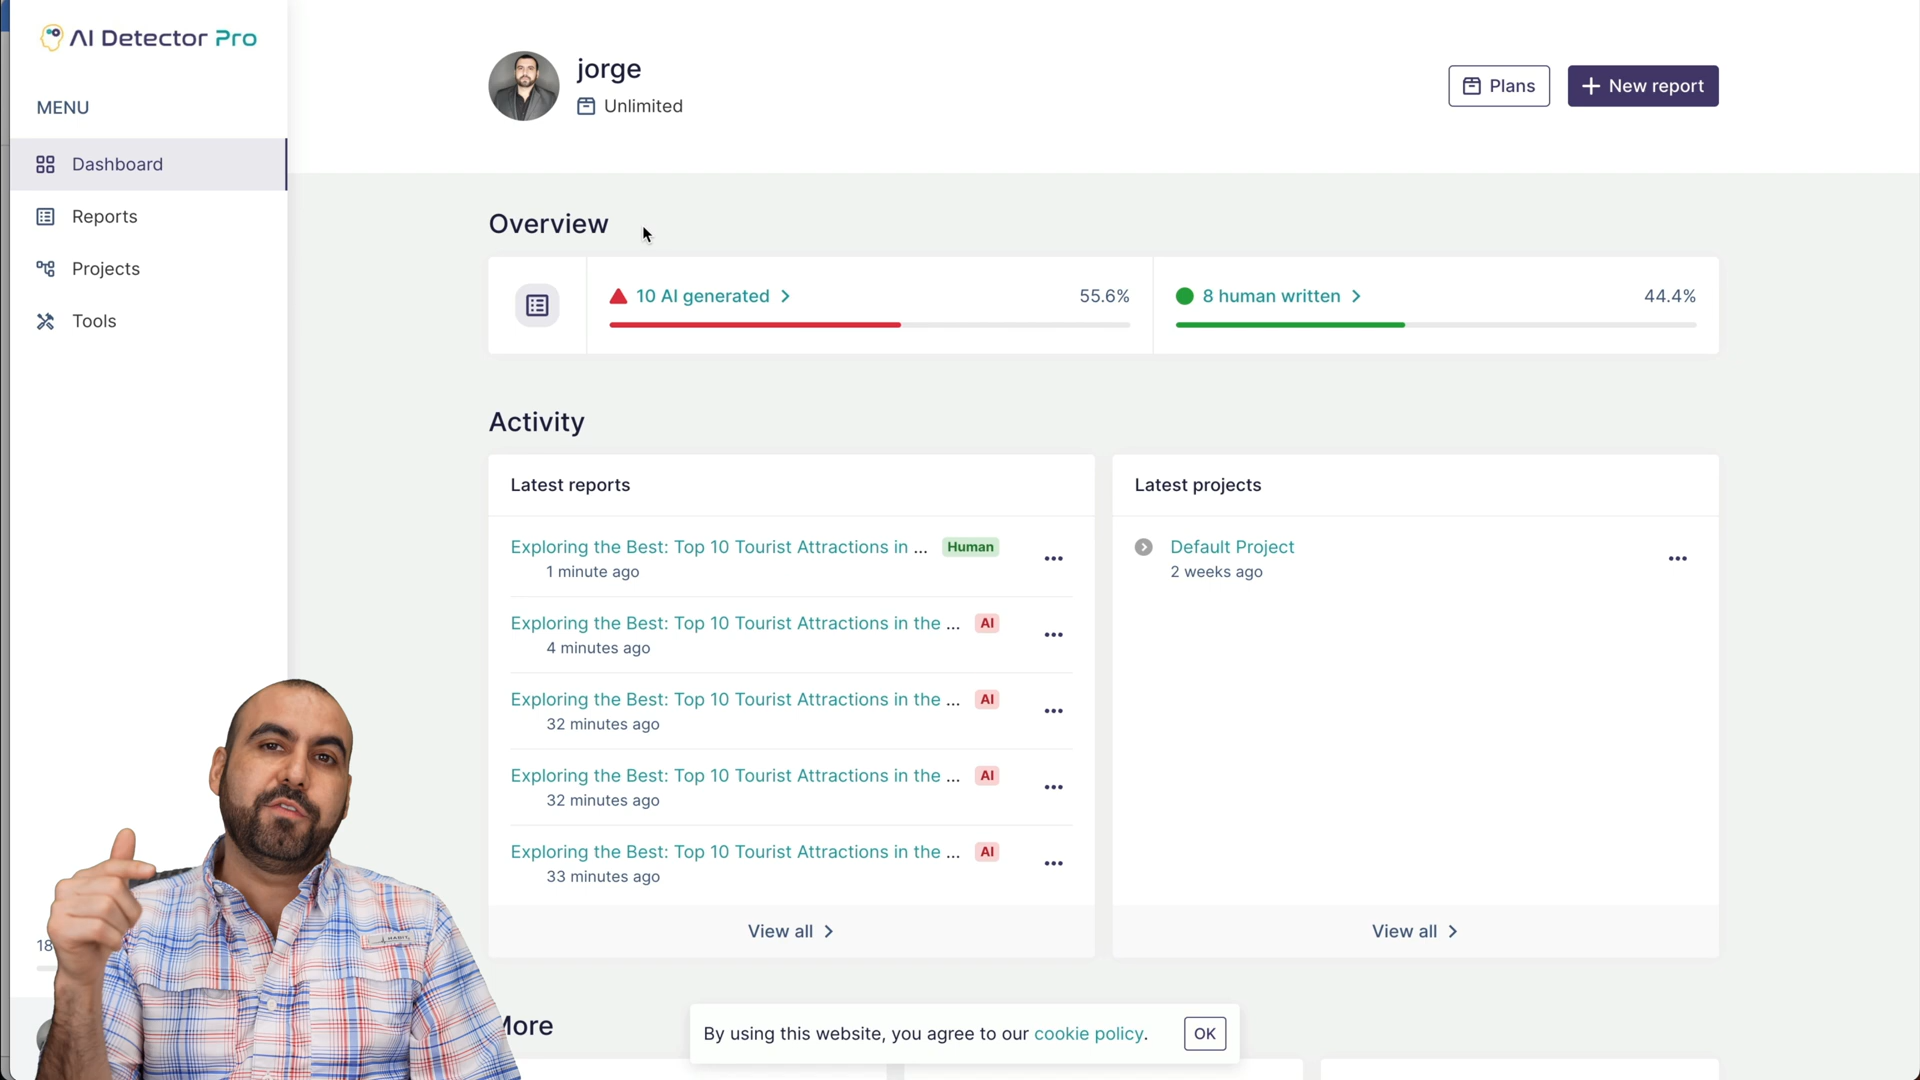 AI Detector Pro
MENU
Dashboard
Reports
Projects
Tools
18
jorge
Unlimited
Plans
New report
Overview
10 AI generated
55.6%
8 human written
44.4%
Activity
Latest reports
Exploring the Best: Top 10 Tourist Attractions in ...
Human
1 minute ago
Exploring the Best: Top 10 Tourist Attractions in the ...
AI
4 minutes ago
Exploring the Best: Top 10 Tourist Attractions in the ...
AI
32 minutes ago
Exploring the Best: Top 10 Tourist Attractions in the ...
AI
32 minutes ago
Exploring the Best: Top 10 Tourist Attractions in the ...
AI
33 minutes ago
View all
Latest projects
Default Project
2 weeks ago
View all
More
By using this website, you agree to our cookie policy.
OK